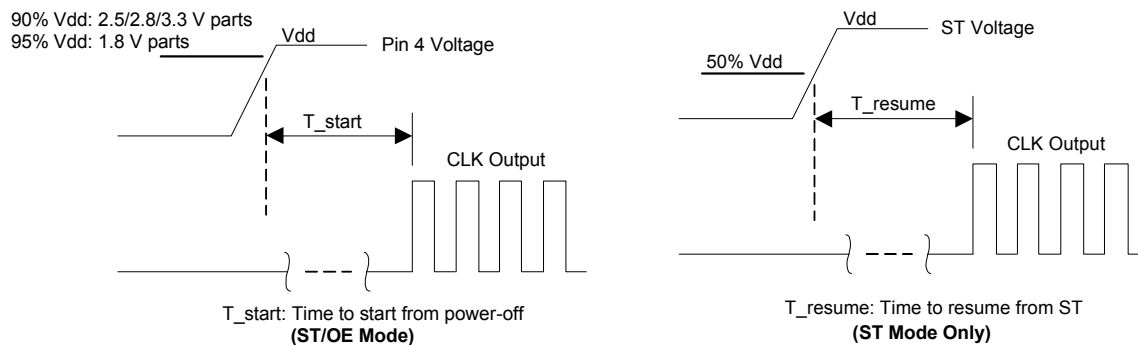 90% Vdd: 2.5/2.8/3.3 V parts
95% Vdd: 1.8 V parts
Vdd
Pin 4 Voltage
T_start
CLK Output
T_start: Time to start from power-off
(ST/OE Mode)
Vdd
ST Voltage
50% Vdd
T_resume
CLK Output
T_resume: Time to resume from ST
(ST Mode Only)